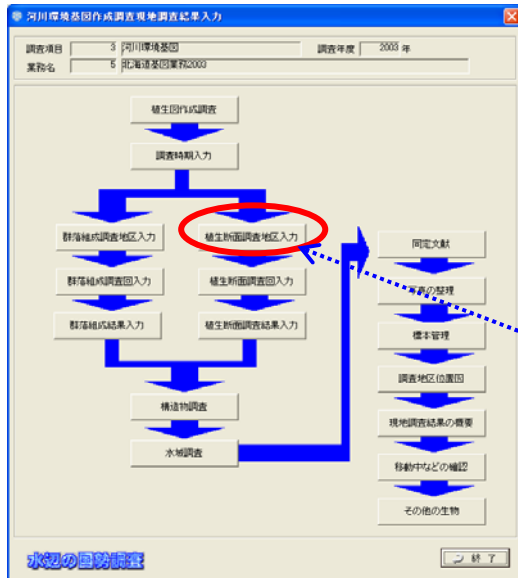 河川環境基図作成調査現地調査結果入力
調査項目 3 河川環境基図 調査年度 2003 年
業務名 5 北海道基図業務2003
植生図作成調査
調査時期入力
群落組成調査地区入力
植生断面調査地区入力
群落組成調査回入力
植生断面調査回入力
群落組成結果入力
植生断面調査結果入力
構造物調査
水域調査
同定文献
写真の整理
標本管理
調査地区位置図
現地調査結果の概要
移動中などの確認
その他の生物
水辺の国勢調査
終了